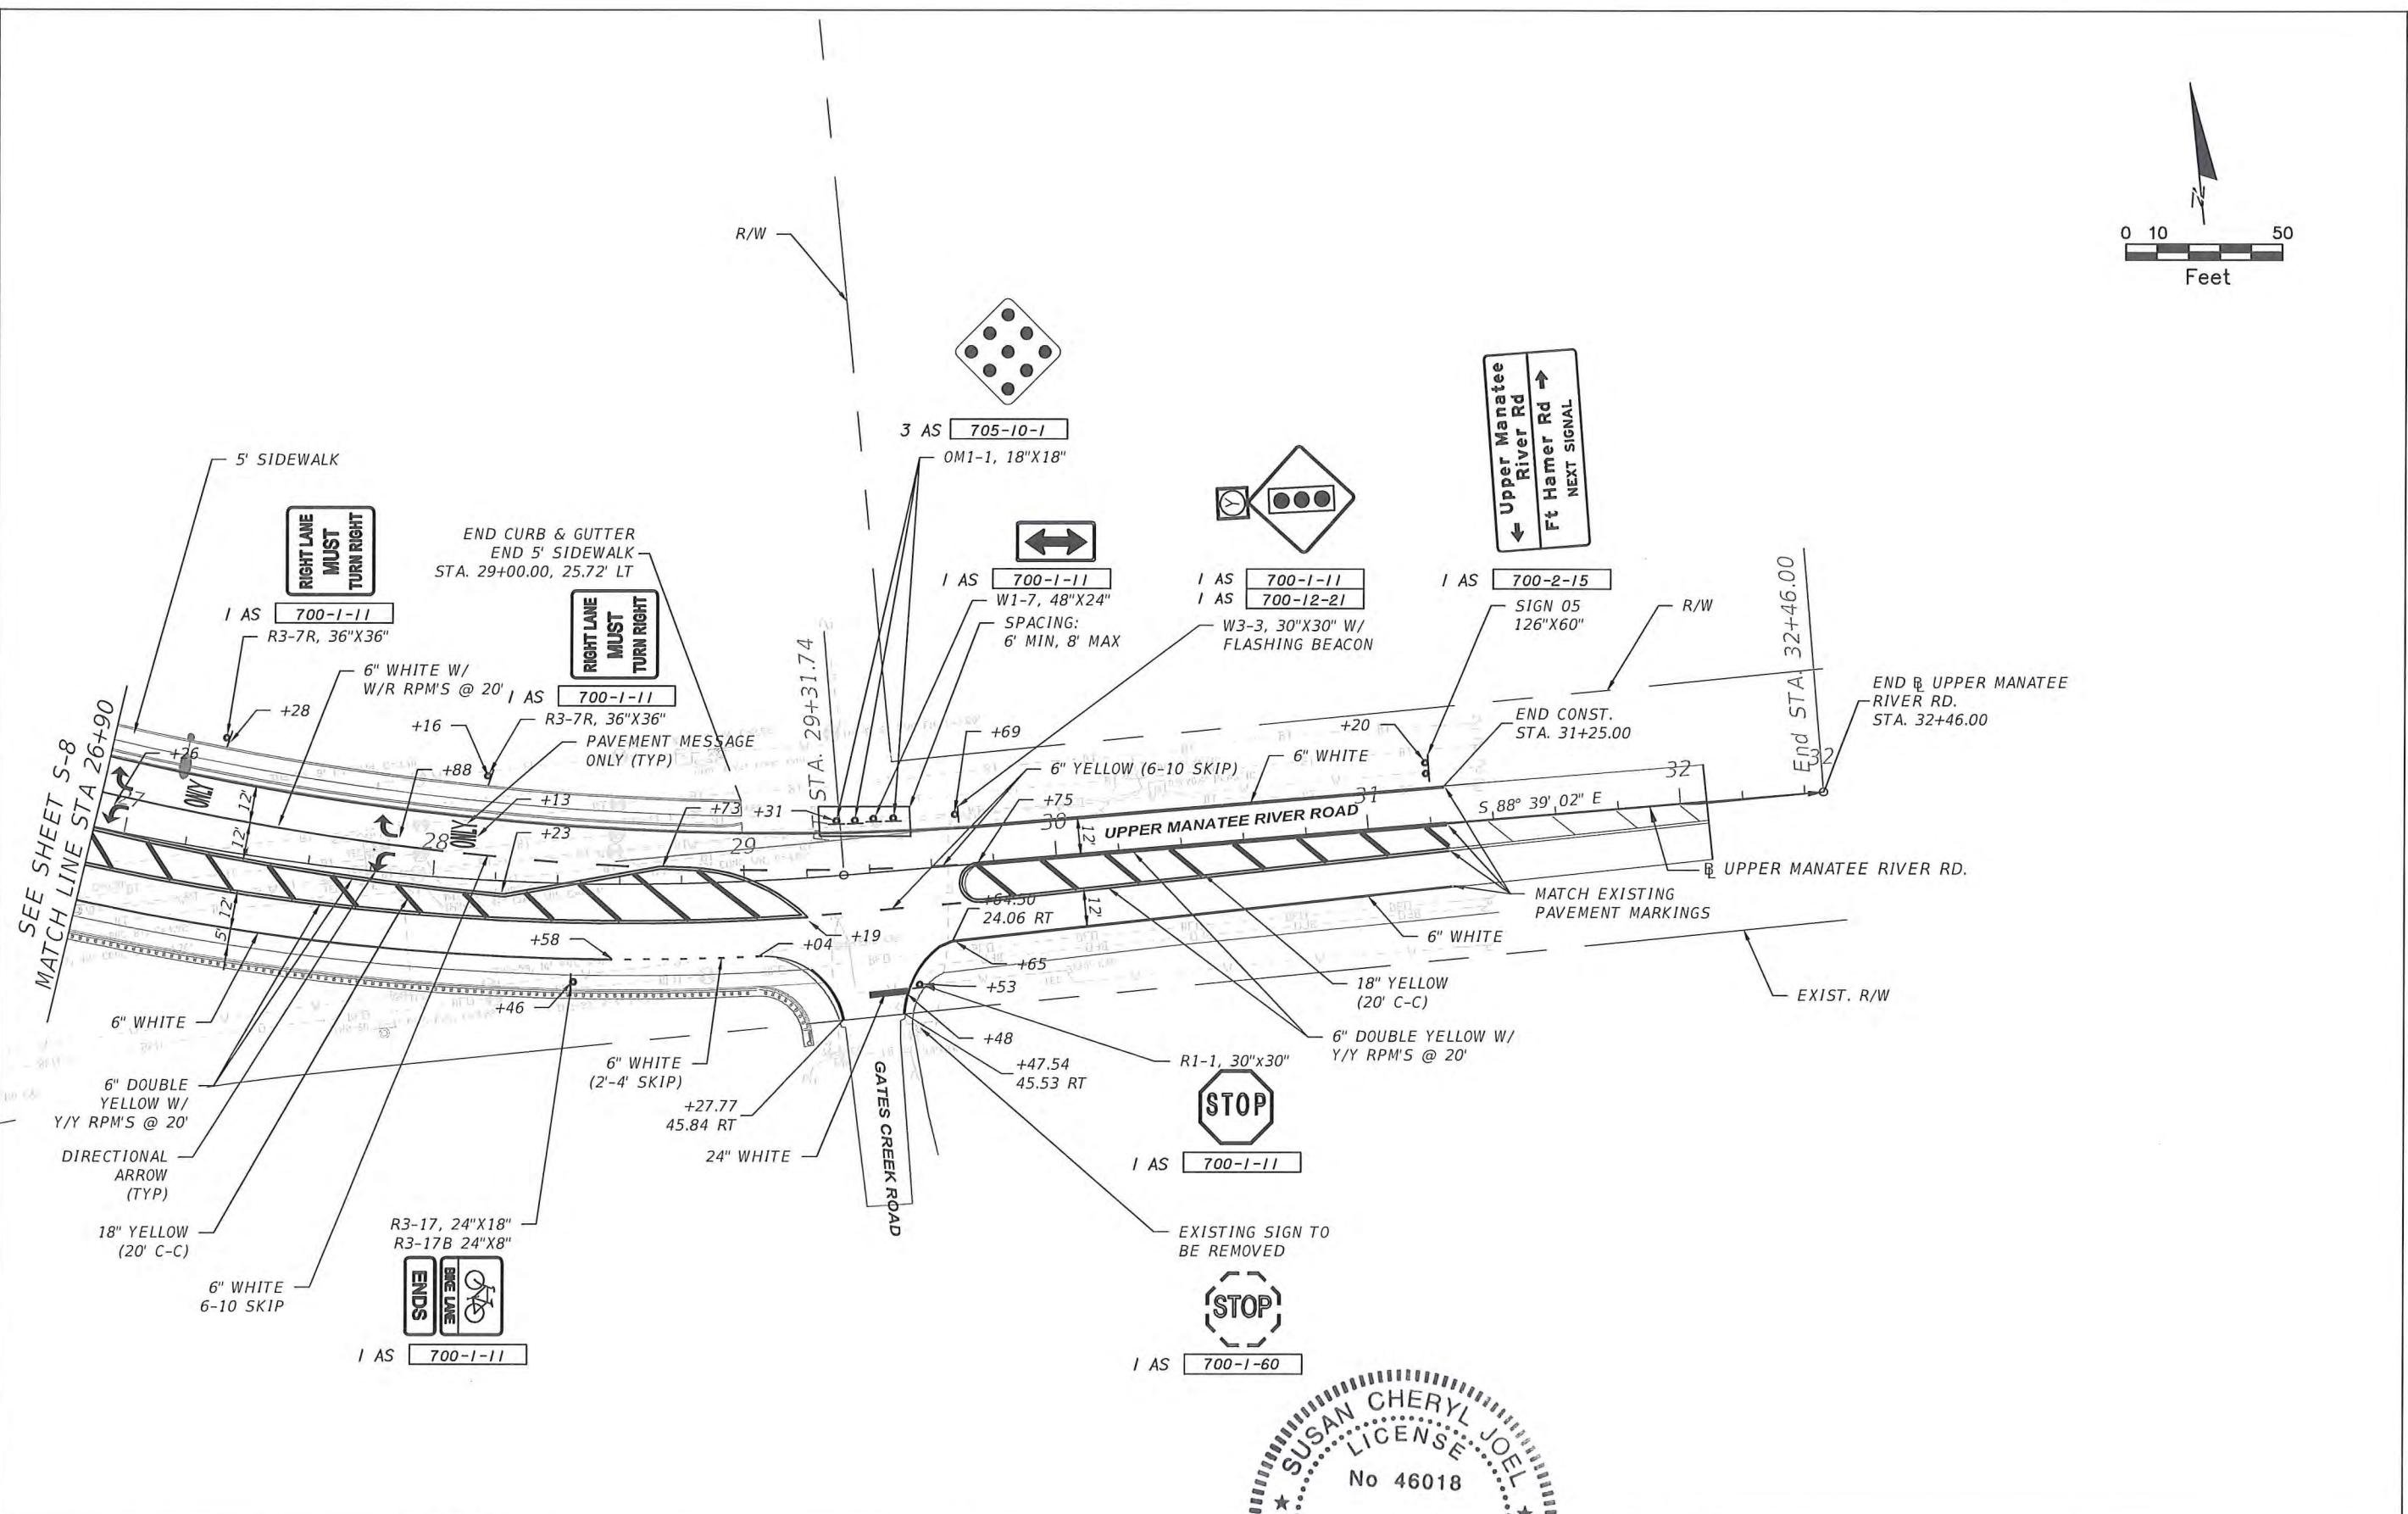 R/W
0 10 50
Feet
3 AS 705-10-1
OM1-1, 18"X18"
← Upper Manatee
River Rd
Ft Hamer Rd →
NEXT SIGNAL
1 AS 700-2-15
SIGN 05
126"X60"
R/W
5' SIDEWALK
RIGHT LANE
MUST
TURN RIGHT
1 AS 700-1-11
R3-7R, 36"X36"
END CURB & GUTTER
END 5' SIDEWALK
STA. 29+00.00, 25.72' LT
RIGHT LANE
MUST
TURN RIGHT
1 AS 700-1-11
R3-7R, 36"X36"
PAVEMENT MESSAGE
ONLY (TYP)
6" WHITE W/
W/R RPM'S @ 20'
1 AS 700-1-11
W1-7, 48"X24"
SPACING:
6' MIN, 8' MAX
Y
1 AS 700-1-11
1 AS 700-12-21
W3-3, 30"X30" W/
FLASHING BEACON
STA. 29+31.74
End STA. 32+46.00
END ℄ UPPER MANATEE
RIVER RD.
STA. 32+46.00
END CONST.
STA. 31+25.00
SEE SHEET S-8
MATCH LINE STA 26+90
+28
+16
+26
+88
+13
+23
+73
+31
+69
+75
+20
ONLY
ONLY
27
28
29
30
31
32
12'
12'
12'
5'
12'
12'
6" YELLOW (6-10 SKIP)
6" WHITE
UPPER MANATEE RIVER ROAD
S 88° 39' 02" E
℄ UPPER MANATEE RIVER RD.
MATCH EXISTING
PAVEMENT MARKINGS
+64.50
24.06 RT
6" WHITE
+58
+04
+19
+65
+53
+48
+46
18" YELLOW
(20' C-C)
EXIST. R/W
6" DOUBLE YELLOW W/
Y/Y RPM'S @ 20'
6" WHITE
6" DOUBLE
YELLOW W/
Y/Y RPM'S @ 20'
DIRECTIONAL
ARROW
(TYP)
18" YELLOW
(20' C-C)
6" WHITE
6-10 SKIP
6" WHITE
(2'-4' SKIP)
+27.77
45.84 RT
24" WHITE
+47.54
45.53 RT
GATES CREEK ROAD
R1-1, 30"x30"
STOP
1 AS 700-1-11
EXISTING SIGN TO
BE REMOVED
STOP
1 AS 700-1-60
R3-17, 24"X18"
R3-17B 24"X8"
BIKE LANE
ENDS
1 AS 700-1-11
SUSAN CHERYL JOEL
LICENSE
No 46018